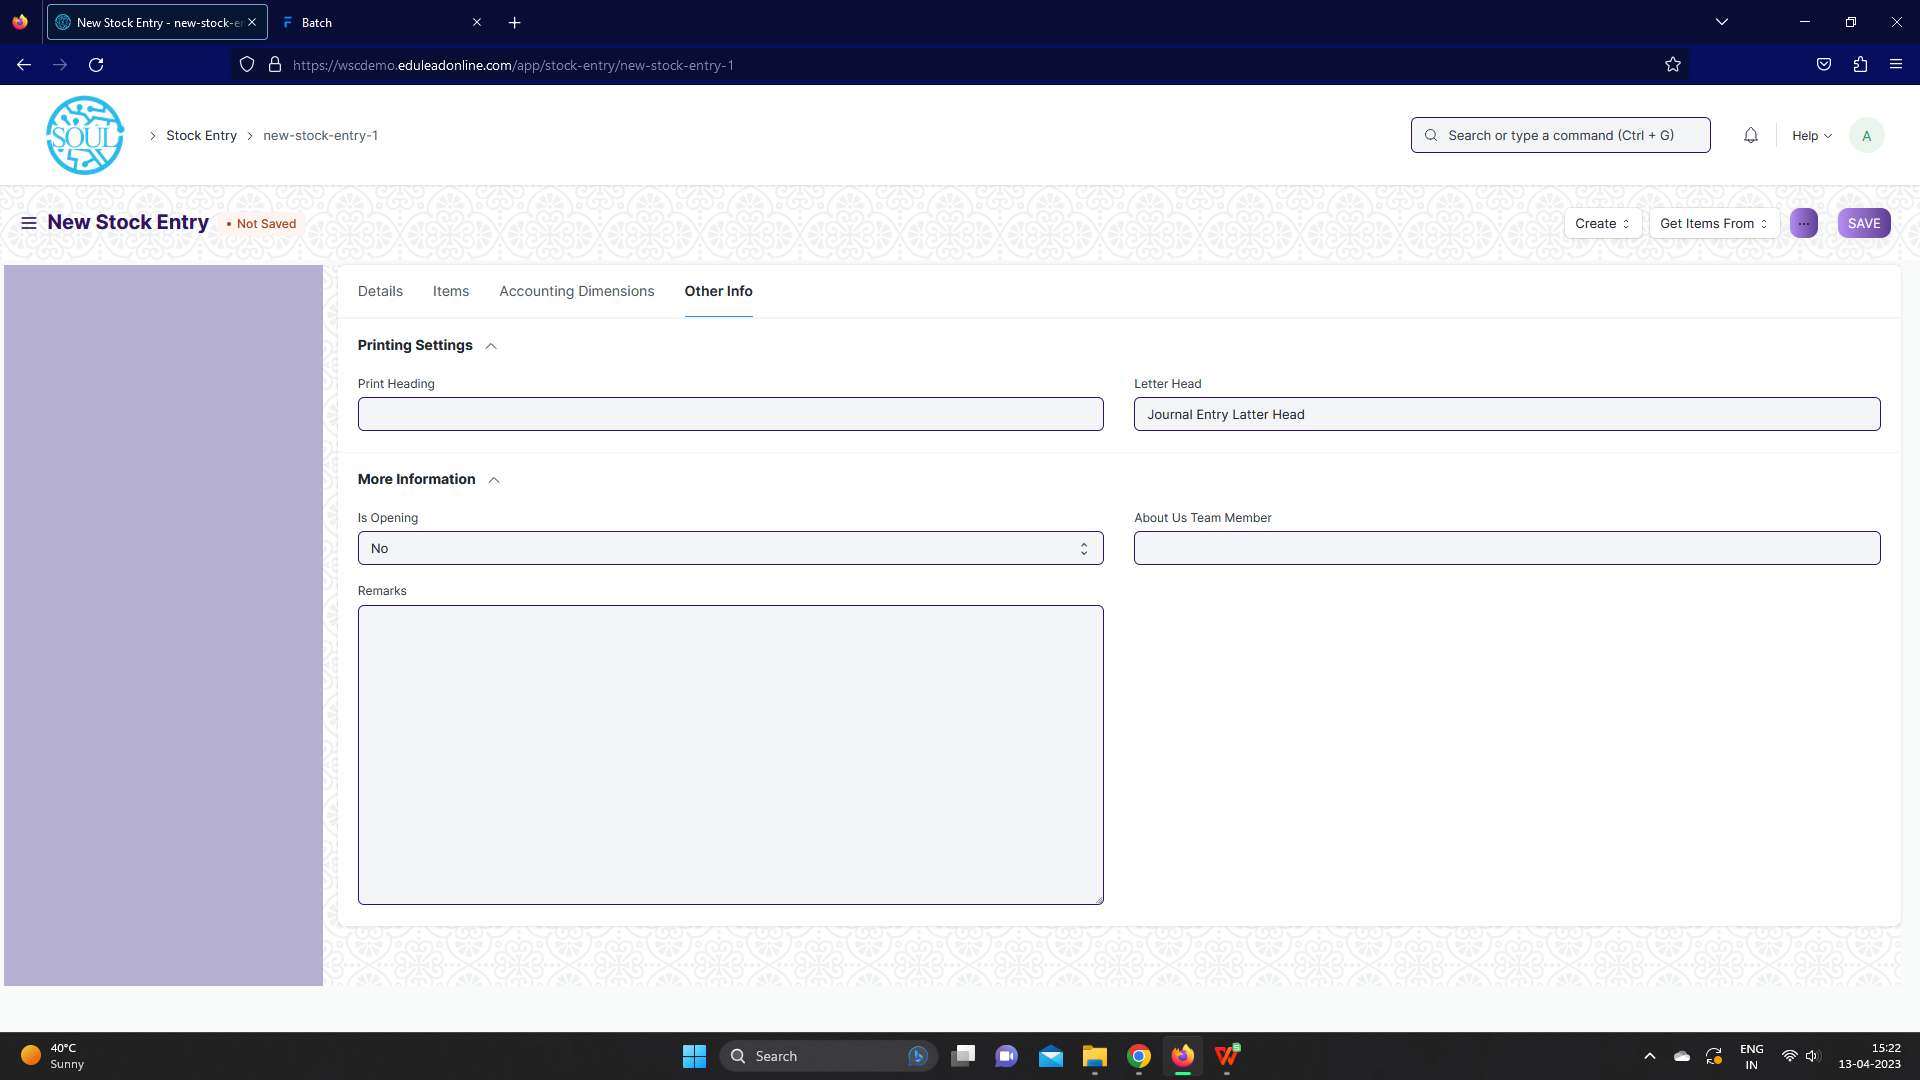 New Stock Entry - new-stock-e
Batch
https://wscdemo.eduleadonline.com/app/stock-entry/new-stock-entry-1
SOUL
Stock Entry
new-stock-entry-1
Search or type a command (Ctrl + G)
Help
A
New Stock Entry
• Not Saved
Create
Get Items From
...
SAVE
Details
Items
Accounting Dimensions
Other Info
Printing Settings
Print Heading
Letter Head
Journal Entry Latter Head
More Information
Is Opening
About Us Team Member
No
Remarks
40°C
Sunny
Search
ENG
IN
15:22
13-04-2023